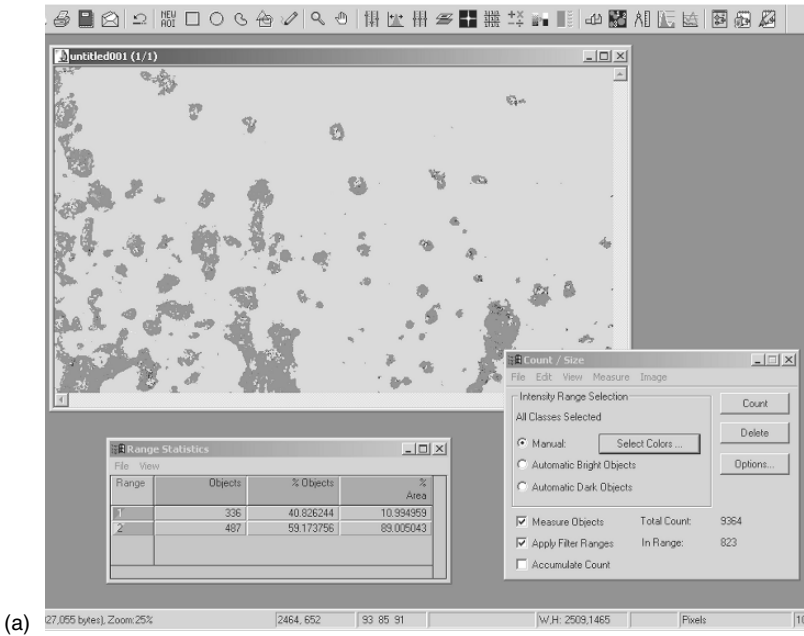 NEW
AOI
untitled001 (1/1)
Count / Size
File Edit View Measure Image
Intensity Range Selection
All Classes Selected
Manual: Select Colors ...
Automatic Bright Objects
Automatic Dark Objects
Count
Delete
Options...
Measure Objects Total Count: 9364
Apply Filter Ranges In Range: 823
Accumulate Count
Range Statistics
File View
Range Objects % Objects % Area
1 336 40.826244 10.994959
2 487 59.173756 89.005043
(a)
027,055 bytes), Zoom:25% 2464, 652 93 85 91 W,H: 2509,1465 Pixels